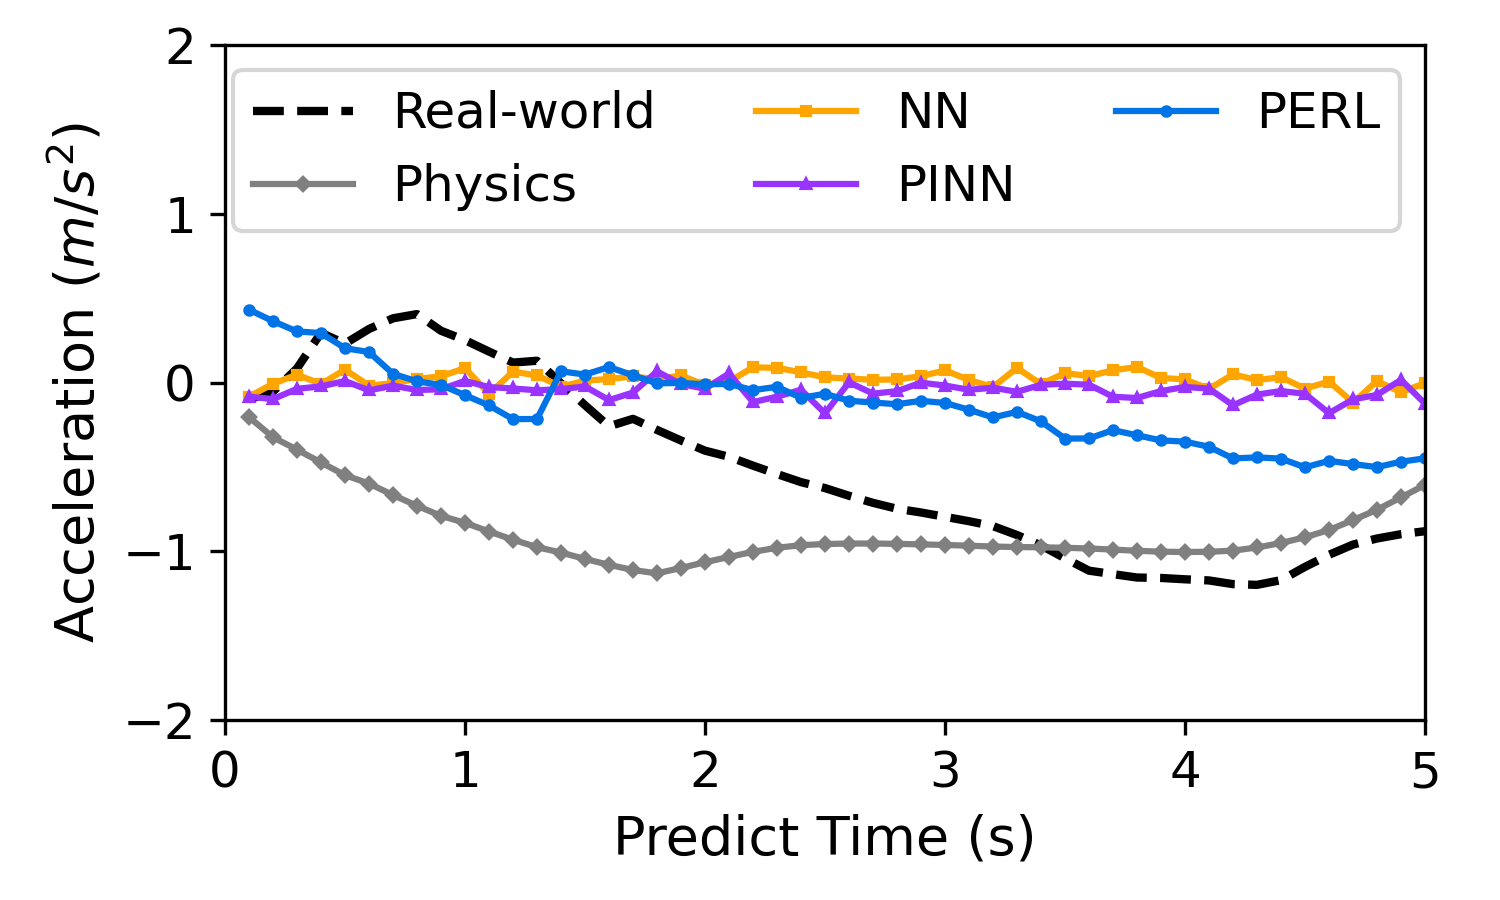 2
1
0
−1
−2
Acceleration (m/s²)
Real-world
Physics
NN
PINN
PERL
0 1 2 3 4 5
Predict Time (s)